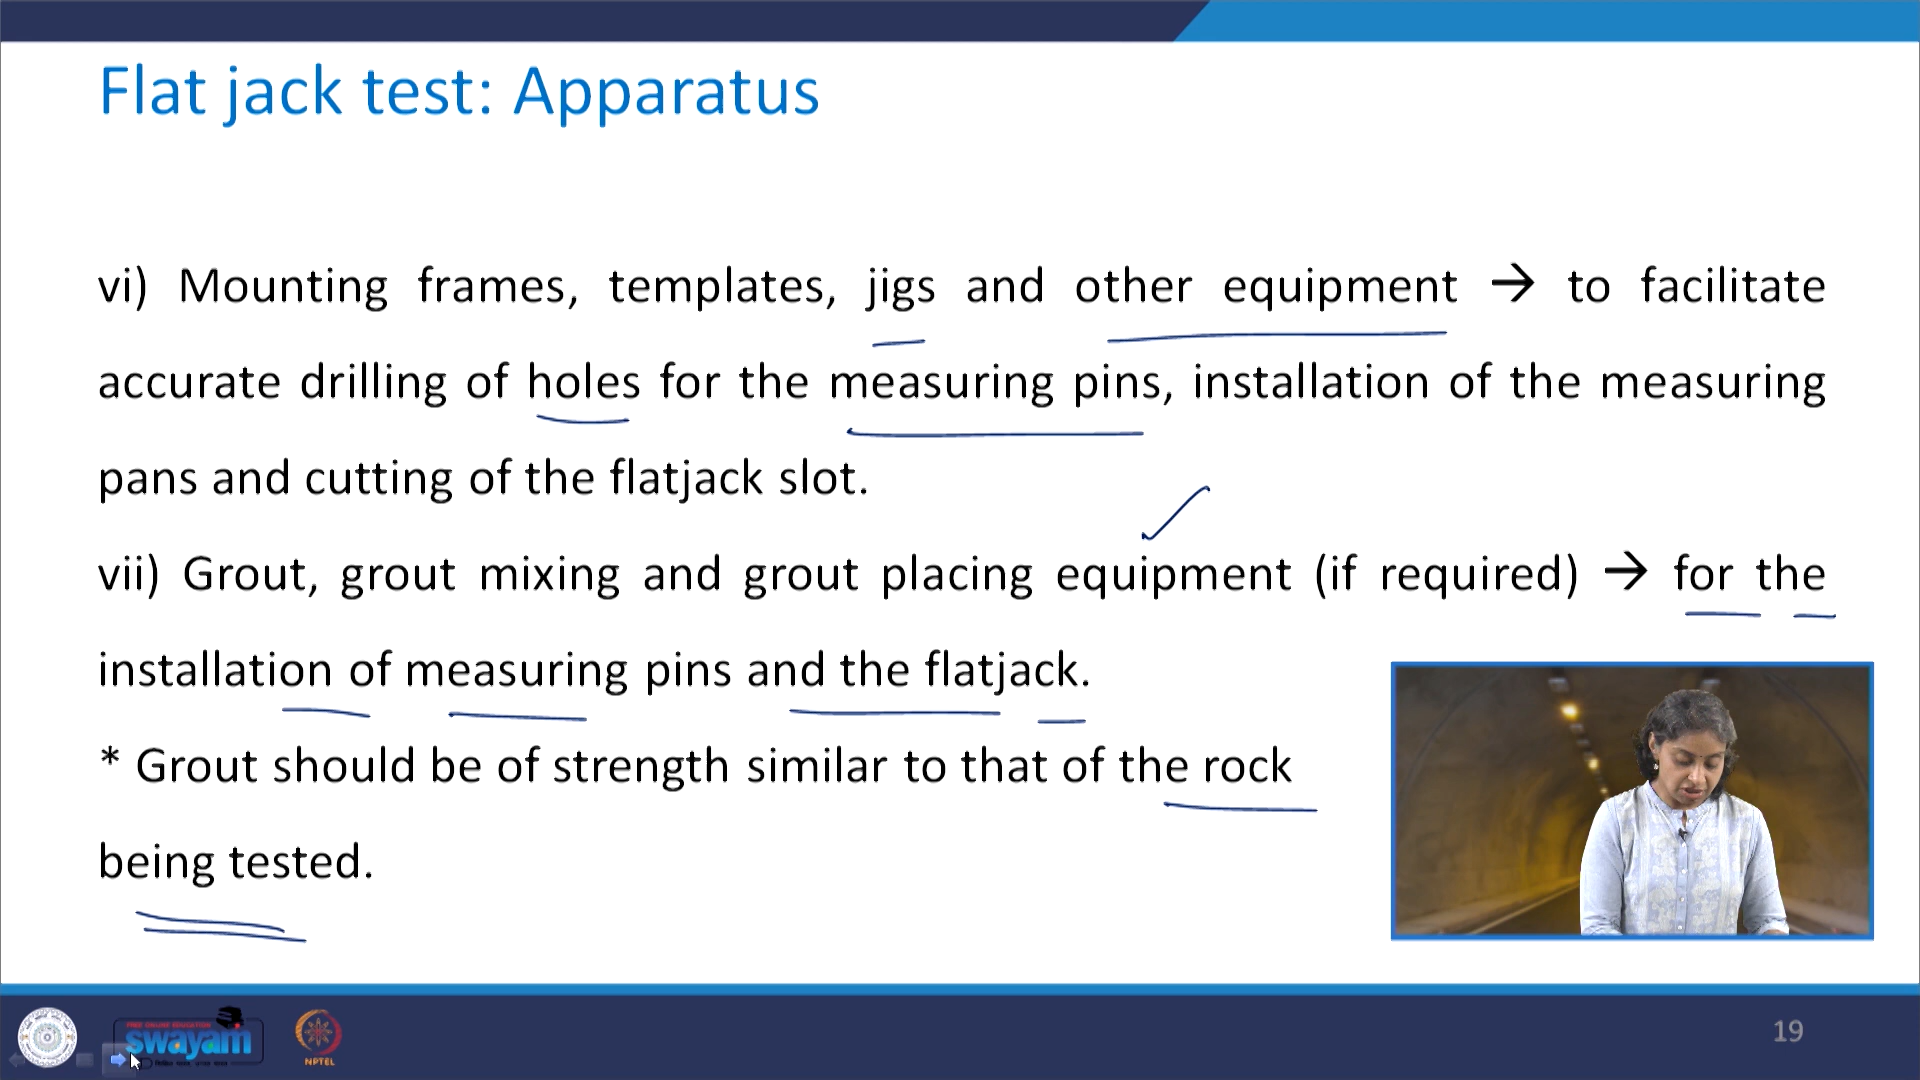 Flat jack test: Apparatus
vi) Mounting frames, templates, jigs and other equipment → to facilitate
accurate drilling of holes for the measuring pins, installation of the measuring
pans and cutting of the flatjack slot.
vii) Grout, grout mixing and grout placing equipment (if required) → for the
installation of measuring pins and the flatjack.
* Grout should be of strength similar to that of the rock
being tested.
FREE ONLINE EDUCATION
swayam
NPTEL
19